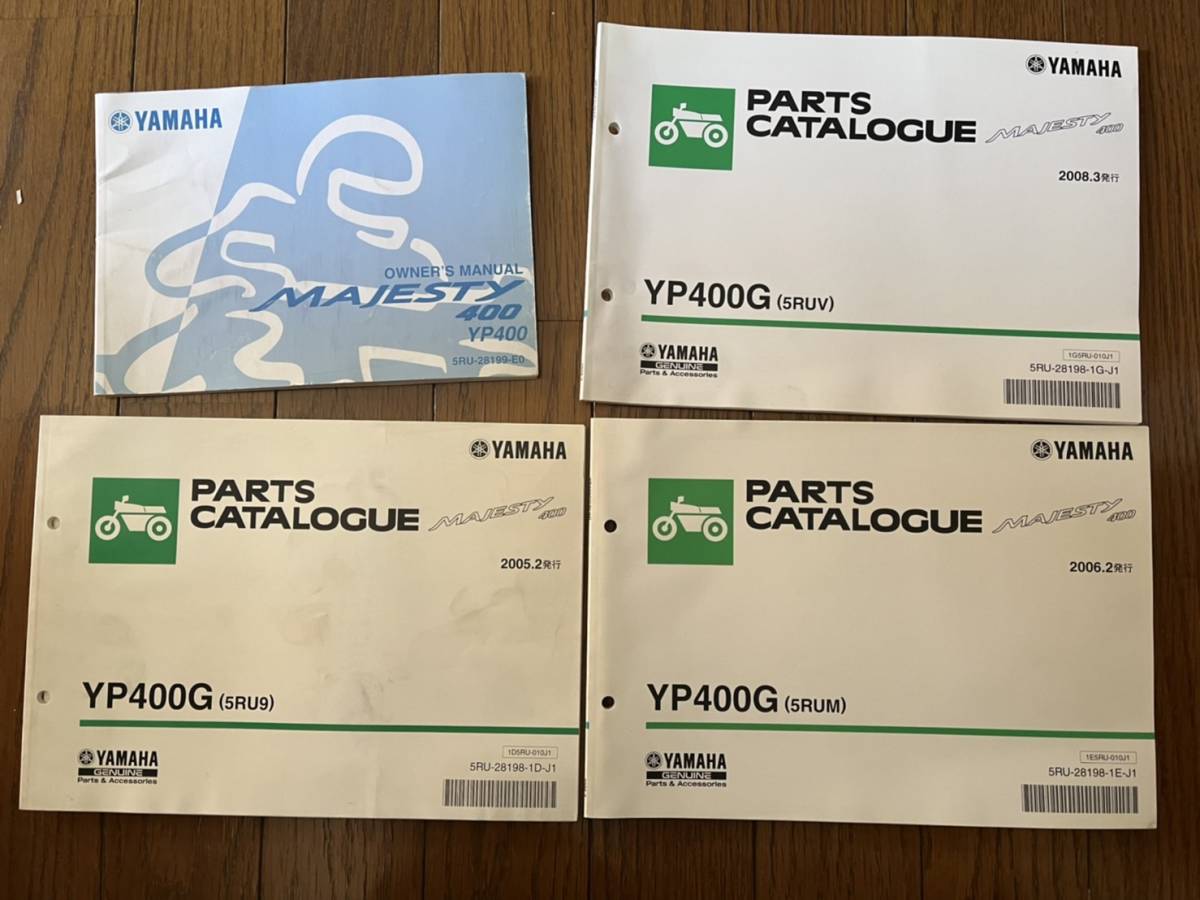 YAMAHA
OWNER'S MANUAL
MAJESTY
400
YP400
5RU-28199-E0
YAMAHA
PARTS
CATALOGUE
MAJESTY
400
2008.3発行
YP400G (5RUV)
YAMAHA
GENUINE
Parts & Accessories
1G5RU-010J1
5RU-28198-1G-J1
YAMAHA
PARTS
CATALOGUE
MAJESTY
400
2005.2発行
YP400G (5RU9)
YAMAHA
GENUINE
Parts & Accessories
1D5RU-010J1
5RU-28198-1D-J1
YAMAHA
PARTS
CATALOGUE
MAJESTY
400
2006.2発行
YP400G (5RUM)
YAMAHA
GENUINE
Parts & Accessories
1E5RU-010J1
5RU-28198-1E-J1